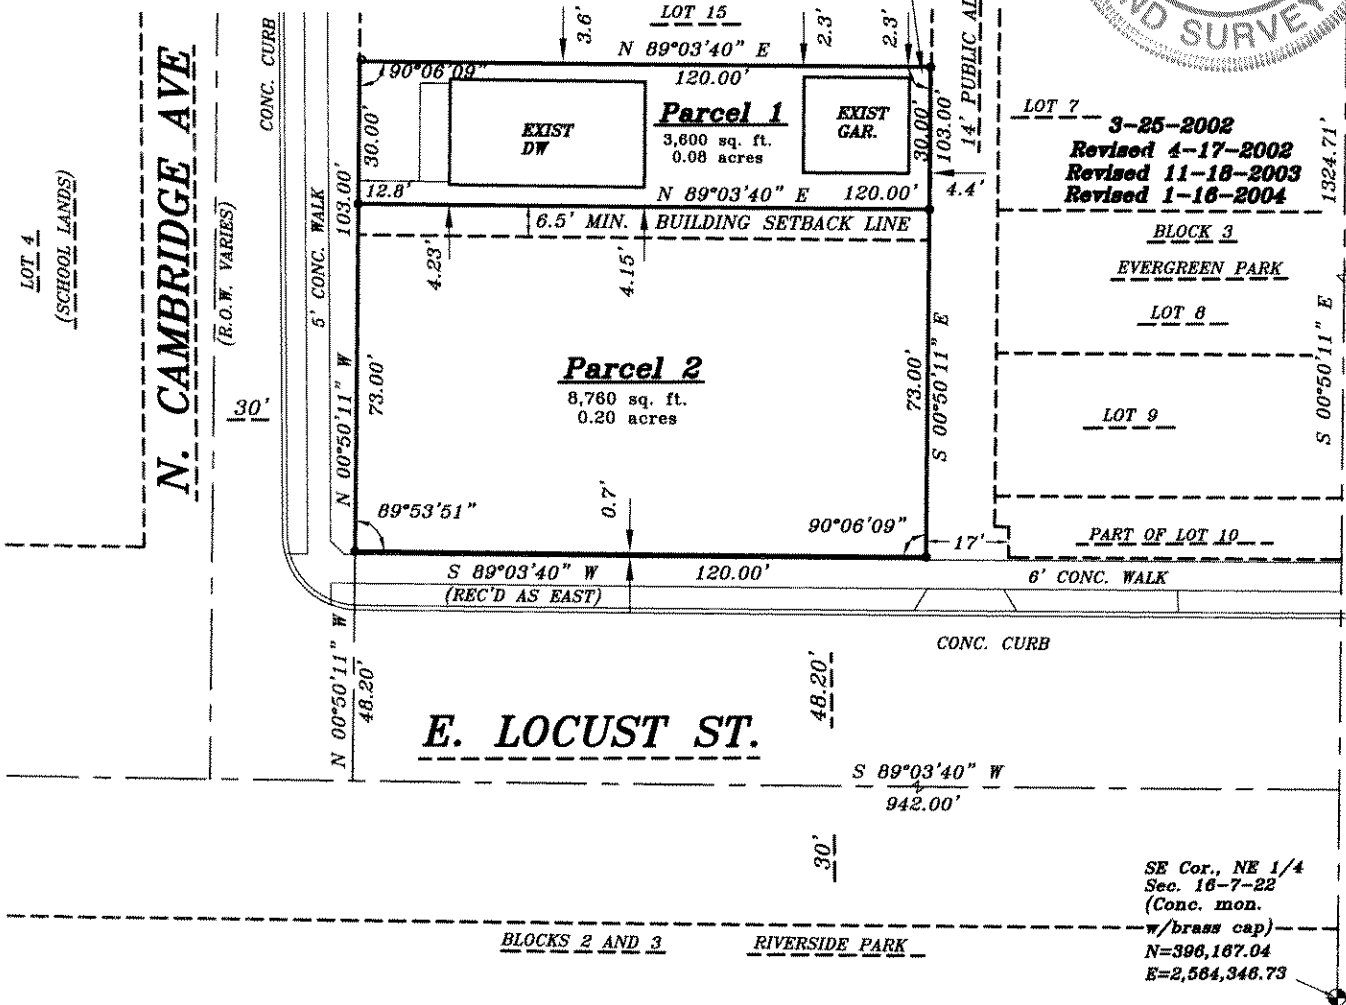 LOT 15
3.6'
2.3'
2.3'
ND SURVEY
N 89°03'40" E
120.00'
90°06'09"
CONC. CURB
N. CAMBRIDGE AVE
(R.O.W. VARIES)
LOT 4
(SCHOOL LANDS)
5' CONC. WALK
30.00'
103.00'
EXIST
DW
Parcel 1
3,600 sq. ft.
0.08 acres
EXIST
GAR.
30.00'
103.00'
14' PUBLIC AL
LOT 7
3-25-2002
Revised 4-17-2002
Revised 11-18-2003
Revised 1-16-2004
1324.71'
12.8'
N 89°03'40" E
120.00'
4.4'
6.5' MIN.
BUILDING SETBACK LINE
4.23'
4.15'
BLOCK 3
EVERGREEN PARK
LOT 8
S 00°50'11" E
Parcel 2
8,760 sq. ft.
0.20 acres
73.00'
N 00°50'11" W
73.00'
S 00°50'11" E
30'
LOT 9
89°53'51"
0.7'
90°06'09"
17'
PART OF LOT 10
S 89°03'40" W
120.00'
(REC'D AS EAST)
6' CONC. WALK
CONC. CURB
N 00°50'11" W
48.20'
48.20'
E. LOCUST ST.
S 89°03'40" W
942.00'
30'
SE Cor., NE 1/4
Sec. 16-7-22
(Conc. mon.
w/brass cap)
N=396,167.04
E=2,564,346.73
BLOCKS 2 AND 3
RIVERSIDE PARK